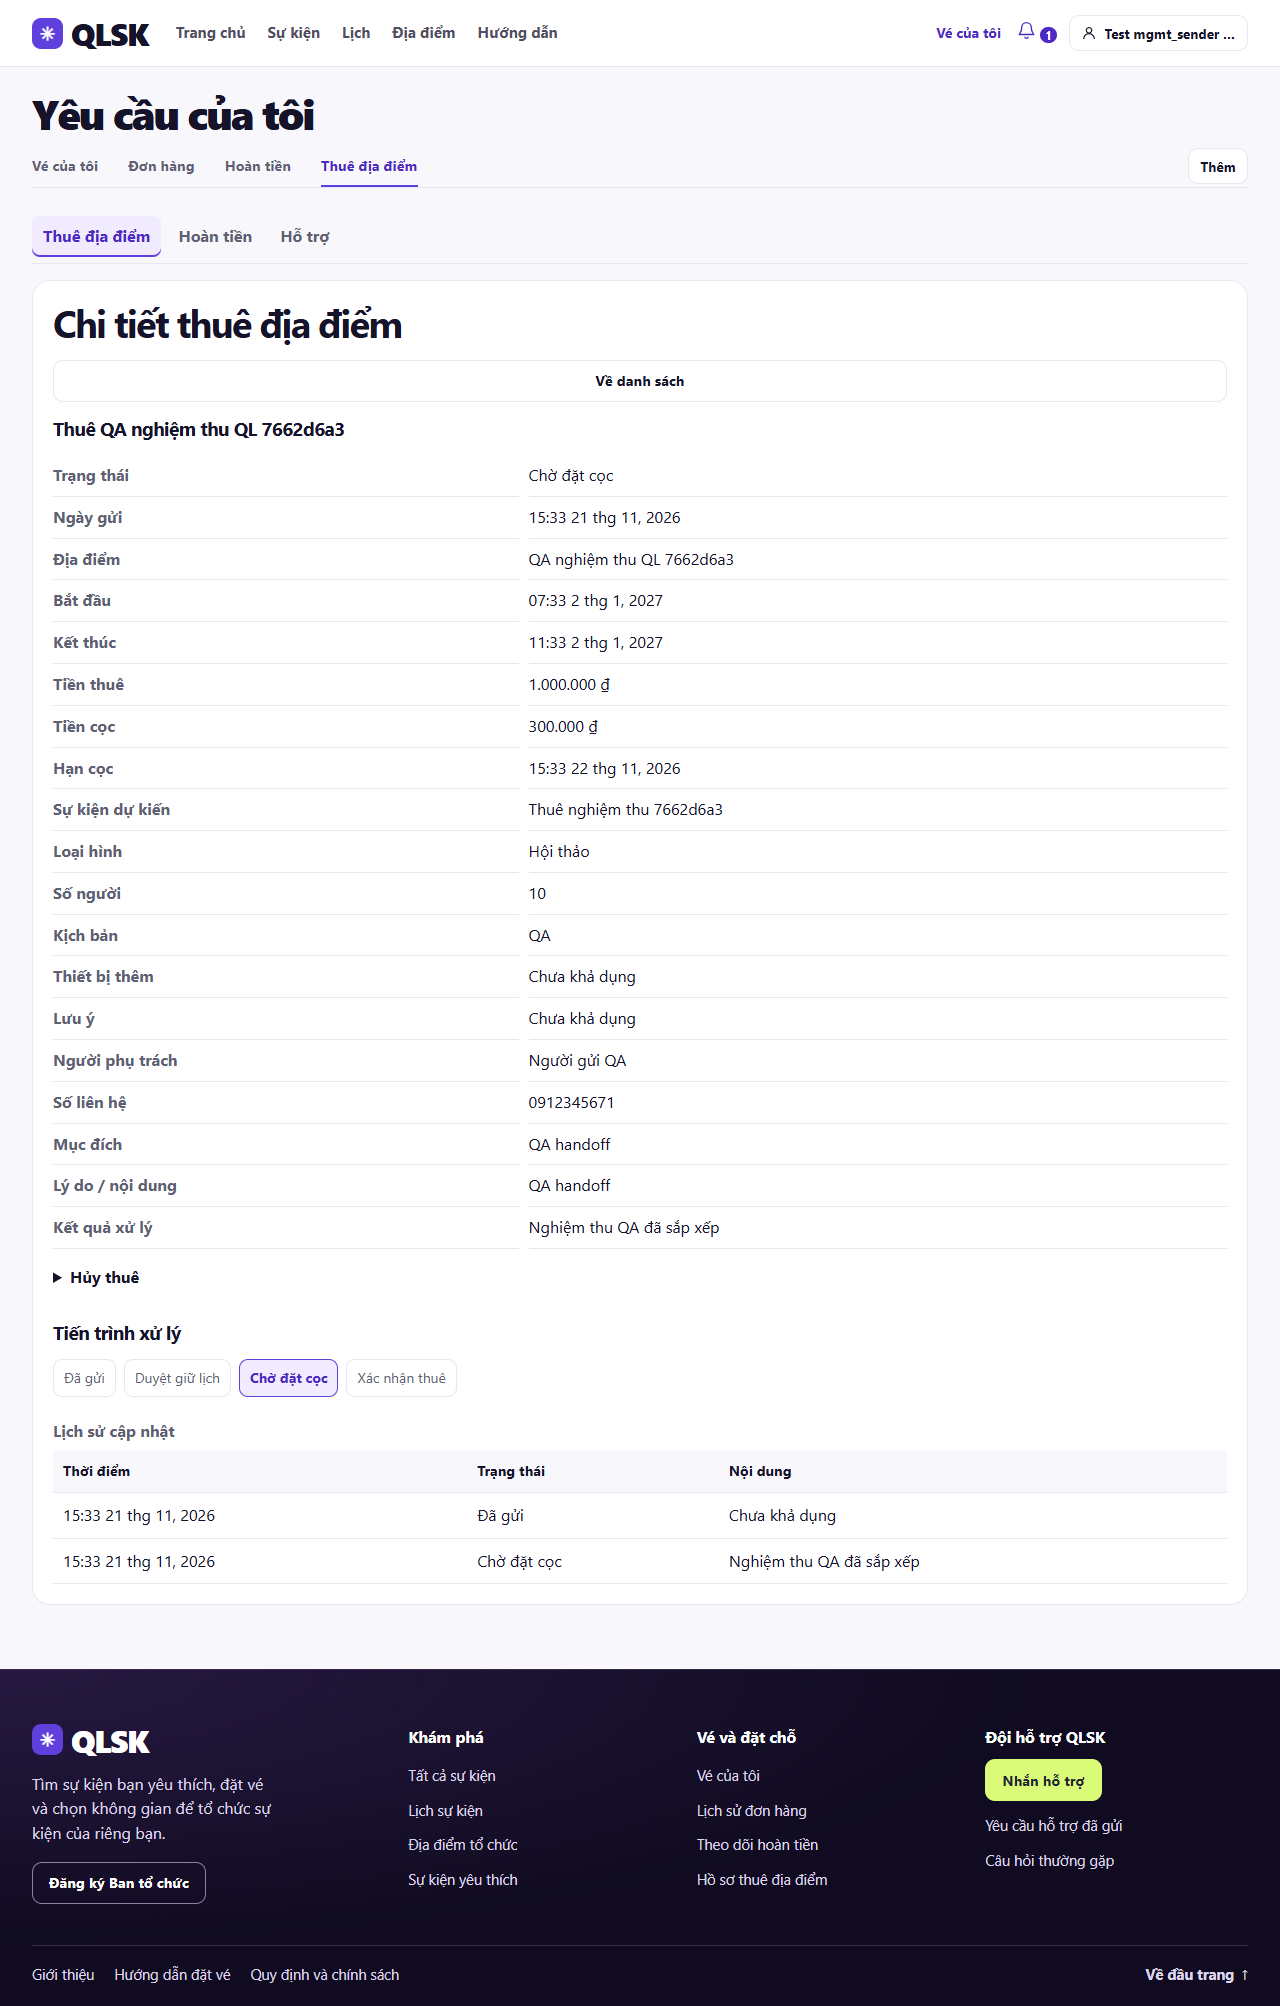 QLSK Trang chủ Sự kiện Lịch Địa điểm Hướng dẫn Vé của tôi 1 Test mgmt_sender ...
Yêu cầu của tôi
Vé của tôi Đơn hàng Hoàn tiền Thuê địa điểm Thêm
Thuê địa điểm Hoàn tiền Hỗ trợ
Chi tiết thuê địa điểm
Về danh sách
Thuê QA nghiệm thu QL 7662d6a3
Trạng thái Chờ đặt cọc
Ngày gửi 15:33 21 thg 11, 2026
Địa điểm QA nghiệm thu QL 7662d6a3
Bắt đầu 07:33 2 thg 1, 2027
Kết thúc 11:33 2 thg 1, 2027
Tiền thuê 1.000.000 ₫
Tiền cọc 300.000 ₫
Hạn cọc 15:33 22 thg 11, 2026
Sự kiện dự kiến Thuê nghiệm thu 7662d6a3
Loại hình Hội thảo
Số người 10
Kịch bản QA
Thiết bị thêm Chưa khả dụng
Lưu ý Chưa khả dụng
Người phụ trách Người gửi QA
Số liên hệ 0912345671
Mục đích QA handoff
Lý do / nội dung QA handoff
Kết quả xử lý Nghiệm thu QA đã sắp xếp
Hủy thuê
Tiến trình xử lý
Đã gửi Duyệt giữ lịch Chờ đặt cọc Xác nhận thuê
Lịch sử cập nhật
Thời điểm Trạng thái Nội dung
15:33 21 thg 11, 2026 Đã gửi Chưa khả dụng
15:33 21 thg 11, 2026 Chờ đặt cọc Nghiệm thu QA đã sắp xếp
QLSK
Tìm sự kiện bạn yêu thích, đặt vé
và chọn không gian để tổ chức sự
kiện của riêng bạn.
Đăng ký Ban tổ chức
Khám phá
Tất cả sự kiện
Lịch sự kiện
Địa điểm tổ chức
Sự kiện yêu thích
Vé và đặt chỗ
Vé của tôi
Lịch sử đơn hàng
Theo dõi hoàn tiền
Hồ sơ thuê địa điểm
Đội hỗ trợ QLSK
Nhắn hỗ trợ
Yêu cầu hỗ trợ đã gửi
Câu hỏi thường gặp
Giới thiệu Hướng dẫn đặt vé Quy định và chính sách Về đầu trang ↑